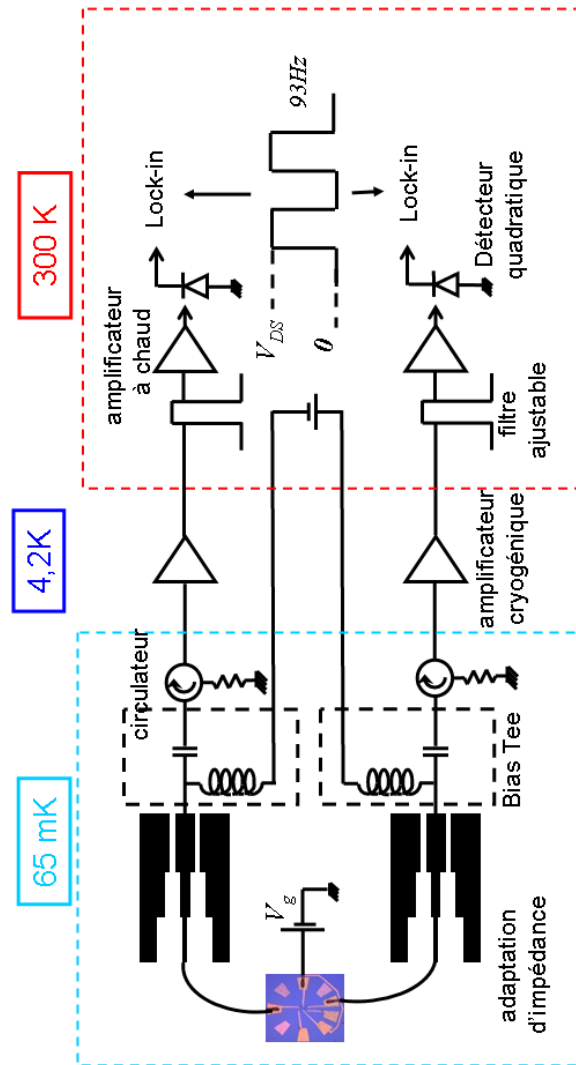 65 mK
4,2K
300 K
circulateur
amplificateur
à chaud
Lock-in
V_DS
0
93Hz
V_g
Lock-in
adaptation
d'impédance
Bias Tee
amplificateur
cryogénique
filtre
ajustable
Détecteur
quadratique